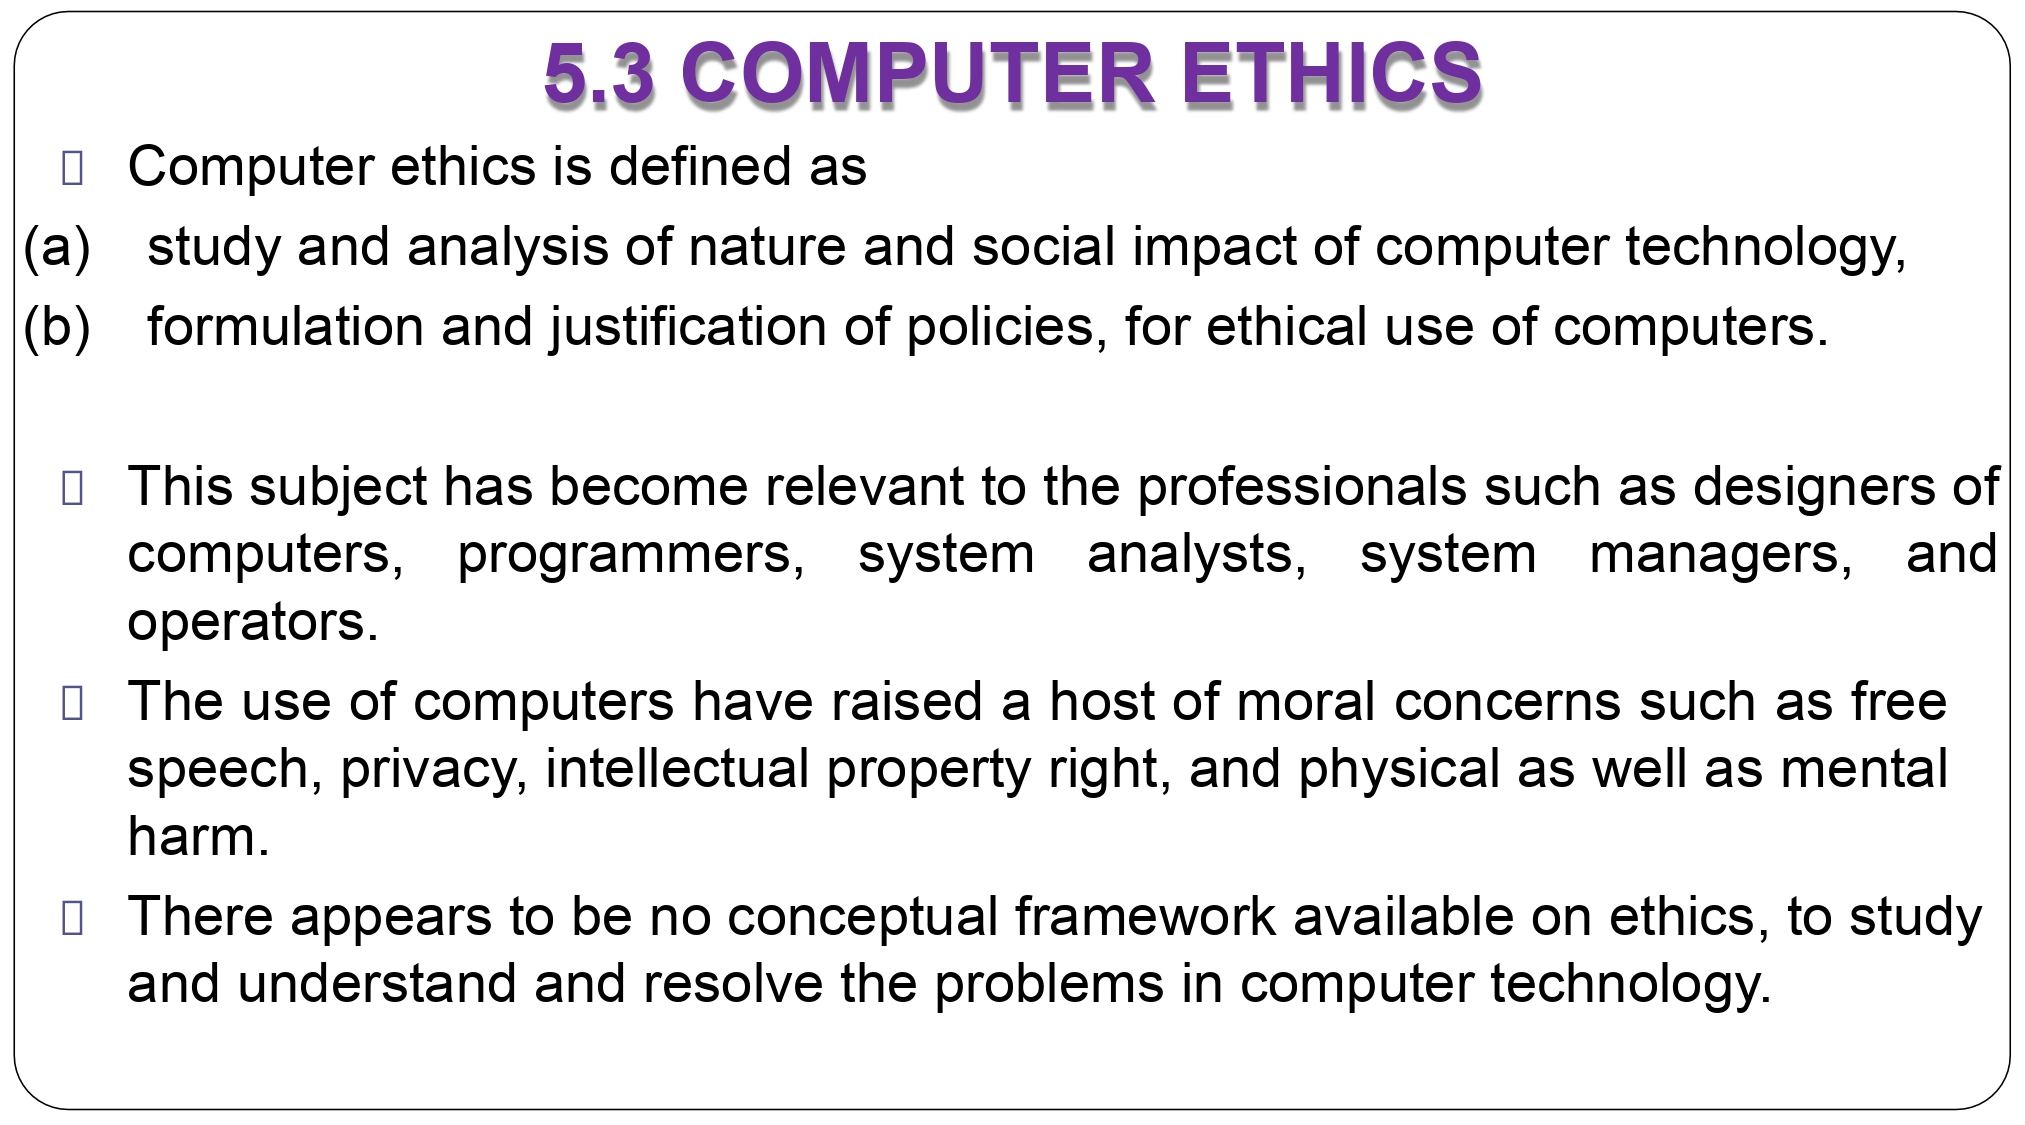 5.3 COMPUTER ETHICS
Computer ethics is defined as
(a) study and analysis of nature and social impact of computer technology,
(b) formulation and justification of policies, for ethical use of computers.
This subject has become relevant to the professionals such as designers of
computers, programmers, system analysts, system managers, and
operators.
The use of computers have raised a host of moral concerns such as free
speech, privacy, intellectual property right, and physical as well as mental
harm.
There appears to be no conceptual framework available on ethics, to study
and understand and resolve the problems in computer technology.